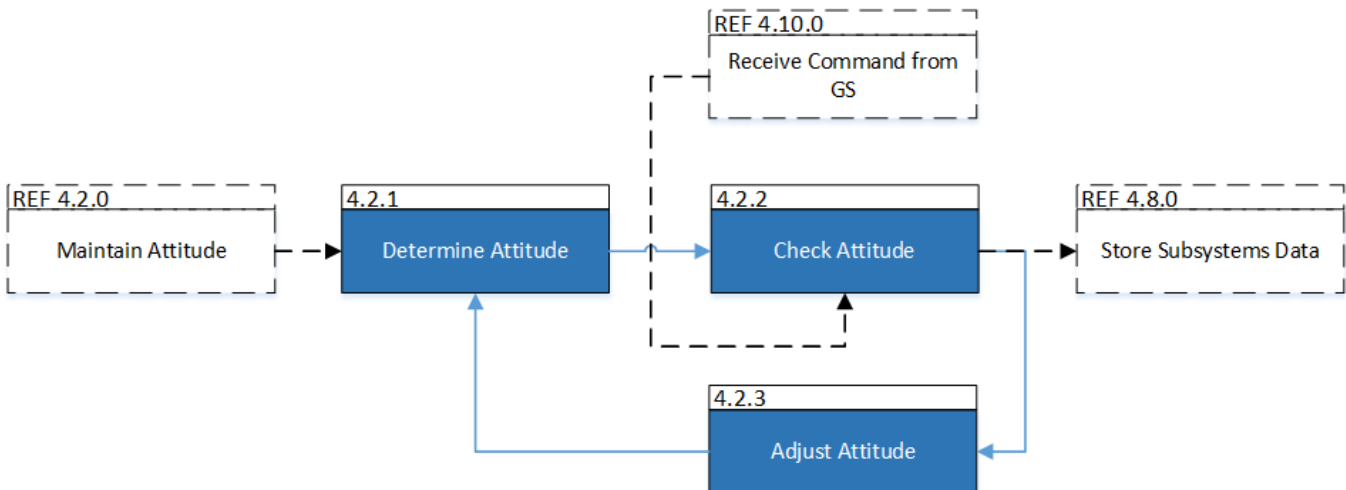 REF 4.10.0
Receive Command from
GS
REF 4.2.0
Maintain Attitude
4.2.1
Determine Attitude
4.2.2
Check Attitude
REF 4.8.0
Store Subsystems Data
4.2.3
Adjust Attitude